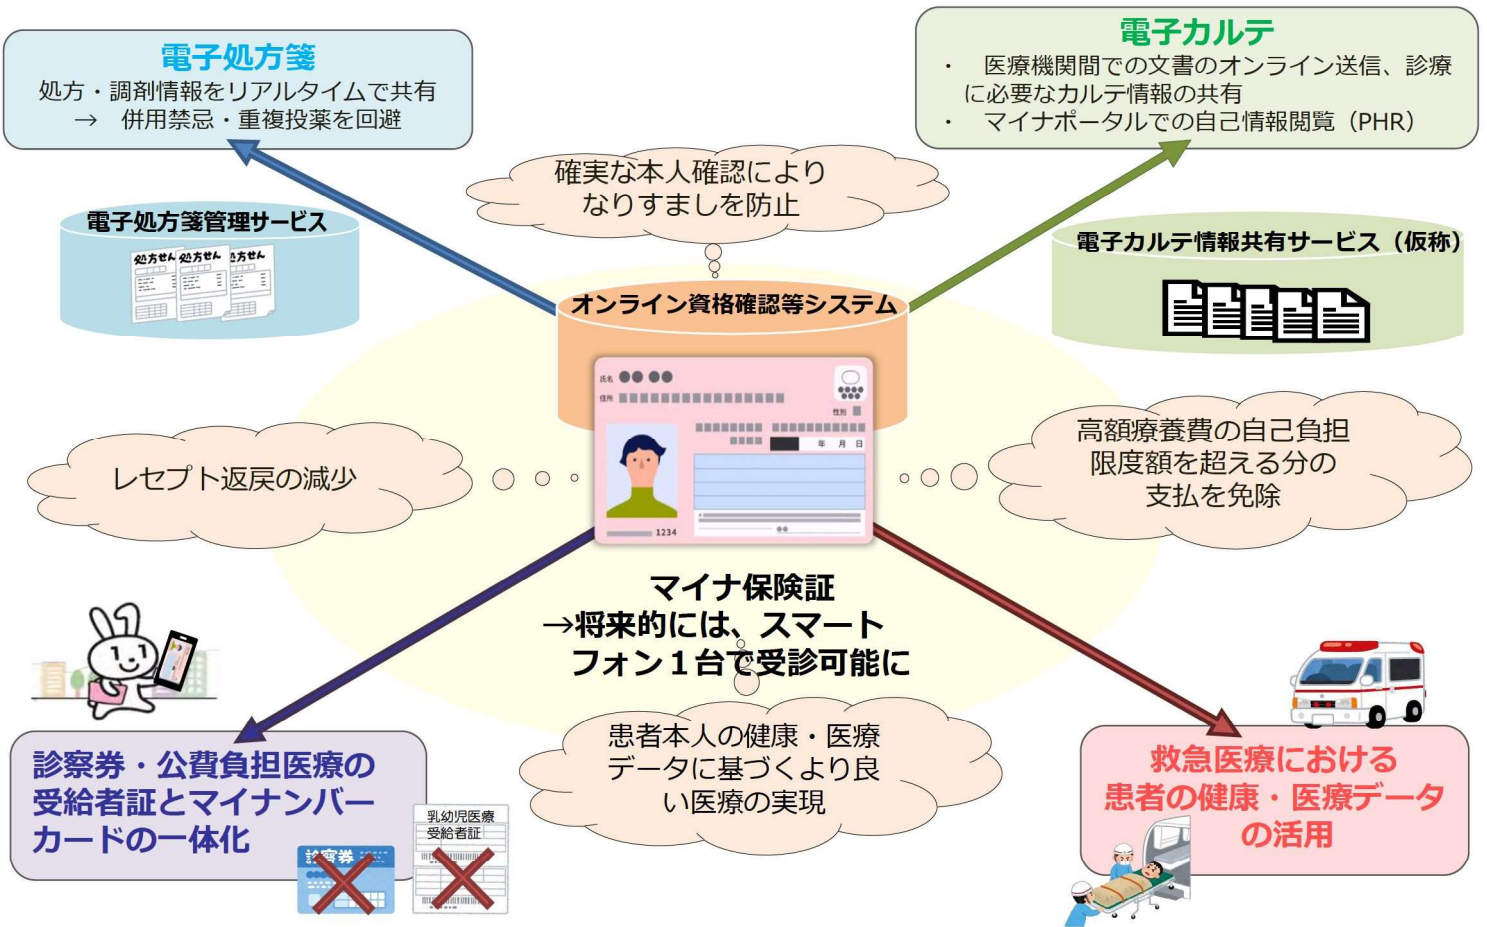 電子処方箋
処方・調剤情報をリアルタイムで共有
→ 併用禁忌・重複投薬を回避
電子カルテ
・ 医療機関間での文書のオンライン送信、診療
に必要なカルテ情報の共有
・ マイナポータルでの自己情報閲覧（PHR）
確実な本人確認により
なりすましを防止
電子処方箋管理サービス
処方せん 処方せん 処方せん
電子カルテ情報共有サービス（仮称）
オンライン資格確認等システム
氏名
住所
性別
年 月 日
1234
レセプト返戻の減少
高額療養費の自己負担
限度額を超える分の
支払を免除
マイナ保険証
→将来的には、スマート
フォン１台で受診可能に
患者本人の健康・医療
データに基づくより良
い医療の実現
診察券・公費負担医療の
受給者証とマイナンバー
カードの一体化
診察券
乳幼児医療
受給者証
救急医療における
患者の健康・医療データ
の活用